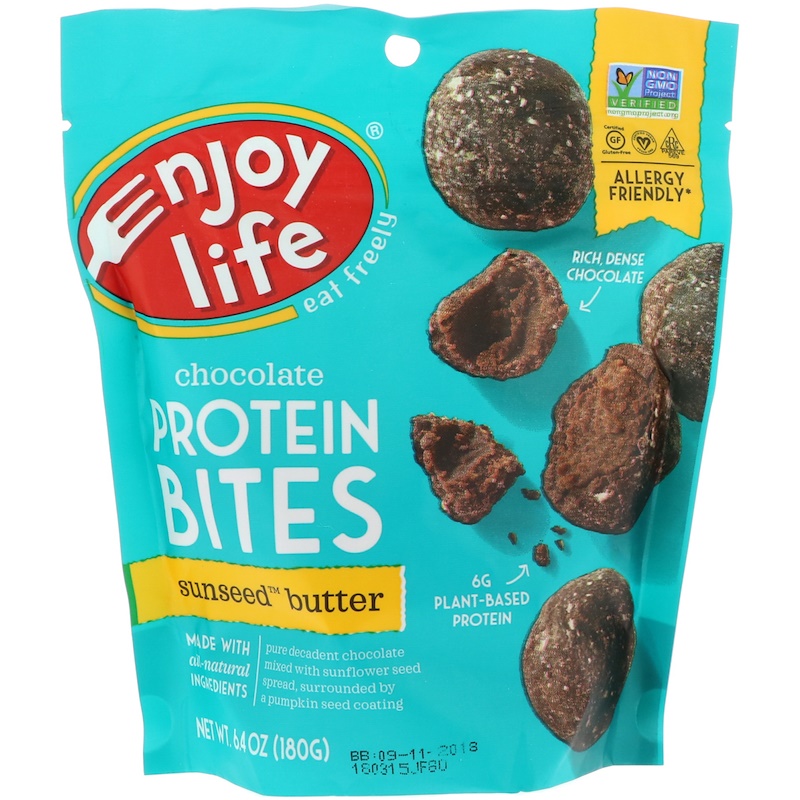 enjoy
life
®
eat freely
NON
GMO
Project
VERIFIED
nongmoproject.org
Certified
GF
Gluten-Free
ALLERGY
FRIENDLY*
RICH, DENSE
CHOCOLATE
chocolate
PROTEIN
BITES
sunseed™ butter
6G
PLANT-BASED
PROTEIN
MADE WITH
all-natural
INGREDIENTS
pure decadent chocolate
mixed with sunflower seed
spread, surrounded by
a pumpkin seed coating
NET WT. 6.4 OZ (180G)
BB:09-11-2018
180315JF80